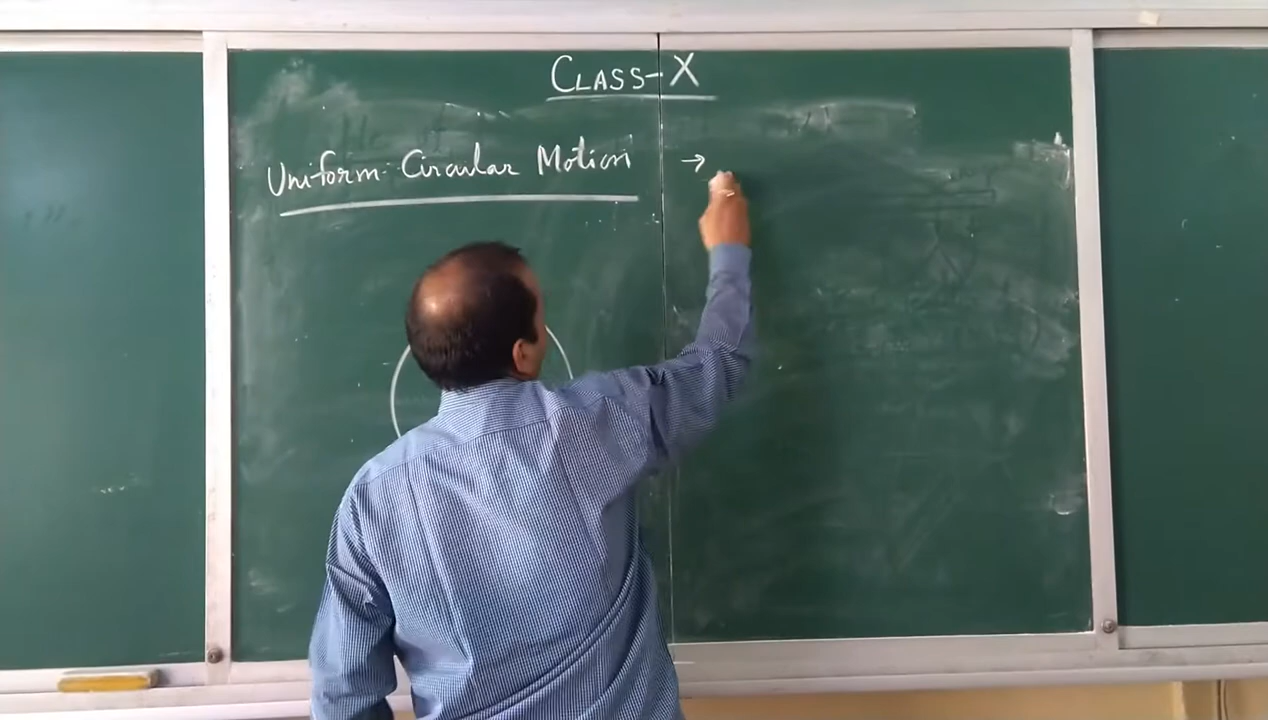 CLASS-X
Uniform Circular Motion →